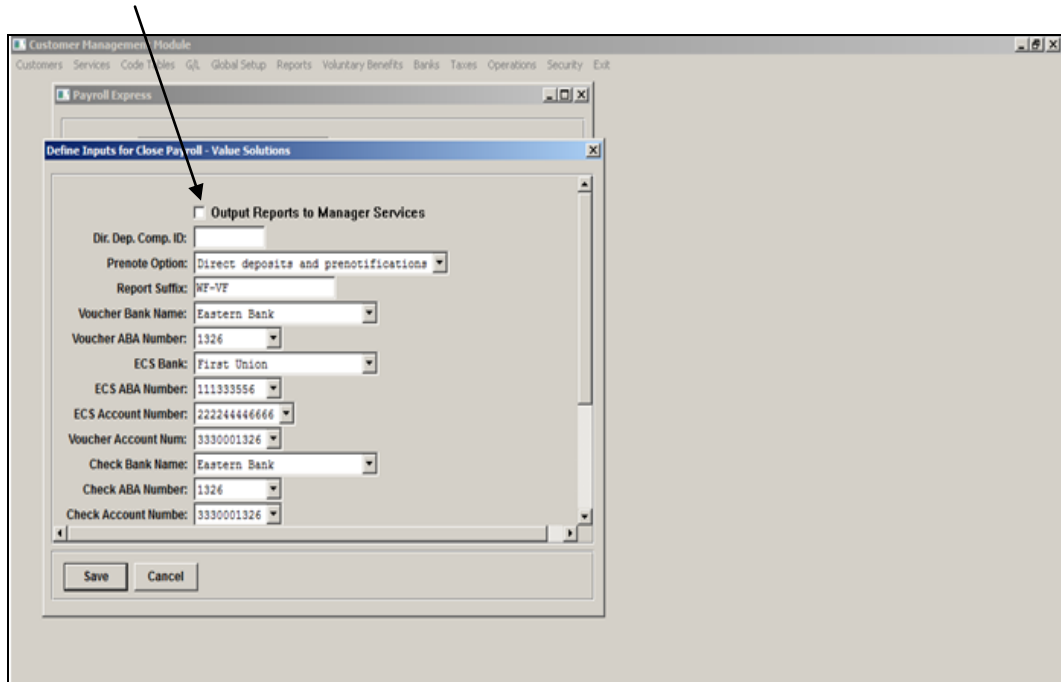 Customer Management Module
Customers Services Code Tables G/L Global Setup Reports Voluntary Benefits Banks Taxes Operations Security Exit
Payroll Express
Define Inputs for Close Payroll - Value Solutions
Output Reports to Manager Services
Dir. Dep. Comp. ID:
Prenote Option: Direct deposits and prenotifications
Report Suffix: WF-VF
Voucher Bank Name: Eastern Bank
Voucher ABA Number: 1326
ECS Bank: First Union
ECS ABA Number: 111333556
ECS Account Number: 222244446666
Voucher Account Num: 3330001326
Check Bank Name: Eastern Bank
Check ABA Number: 1326
Check Account Numbe: 3330001326
Save Cancel